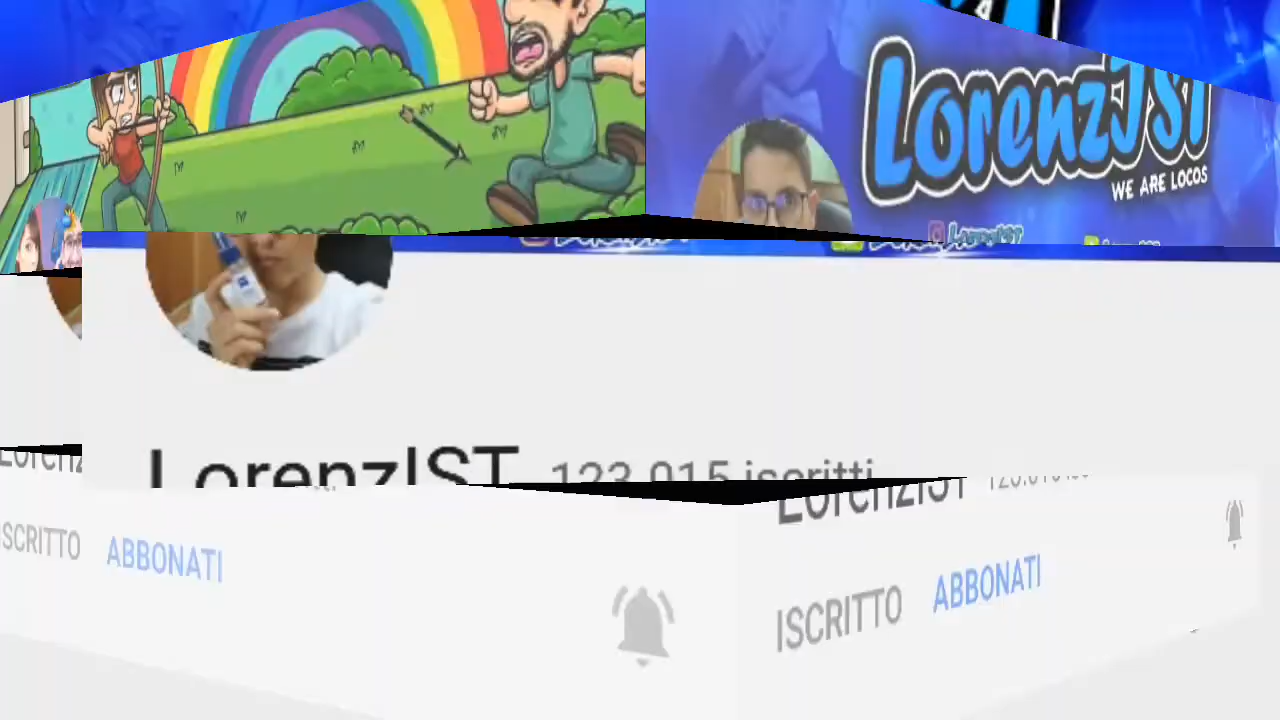 LorenzIST
WE ARE LOCOS
LorenzIST 123.015 iscritti
LorenzIST
ISCRITTO ABBONATI
ISCRITTO ABBONATI